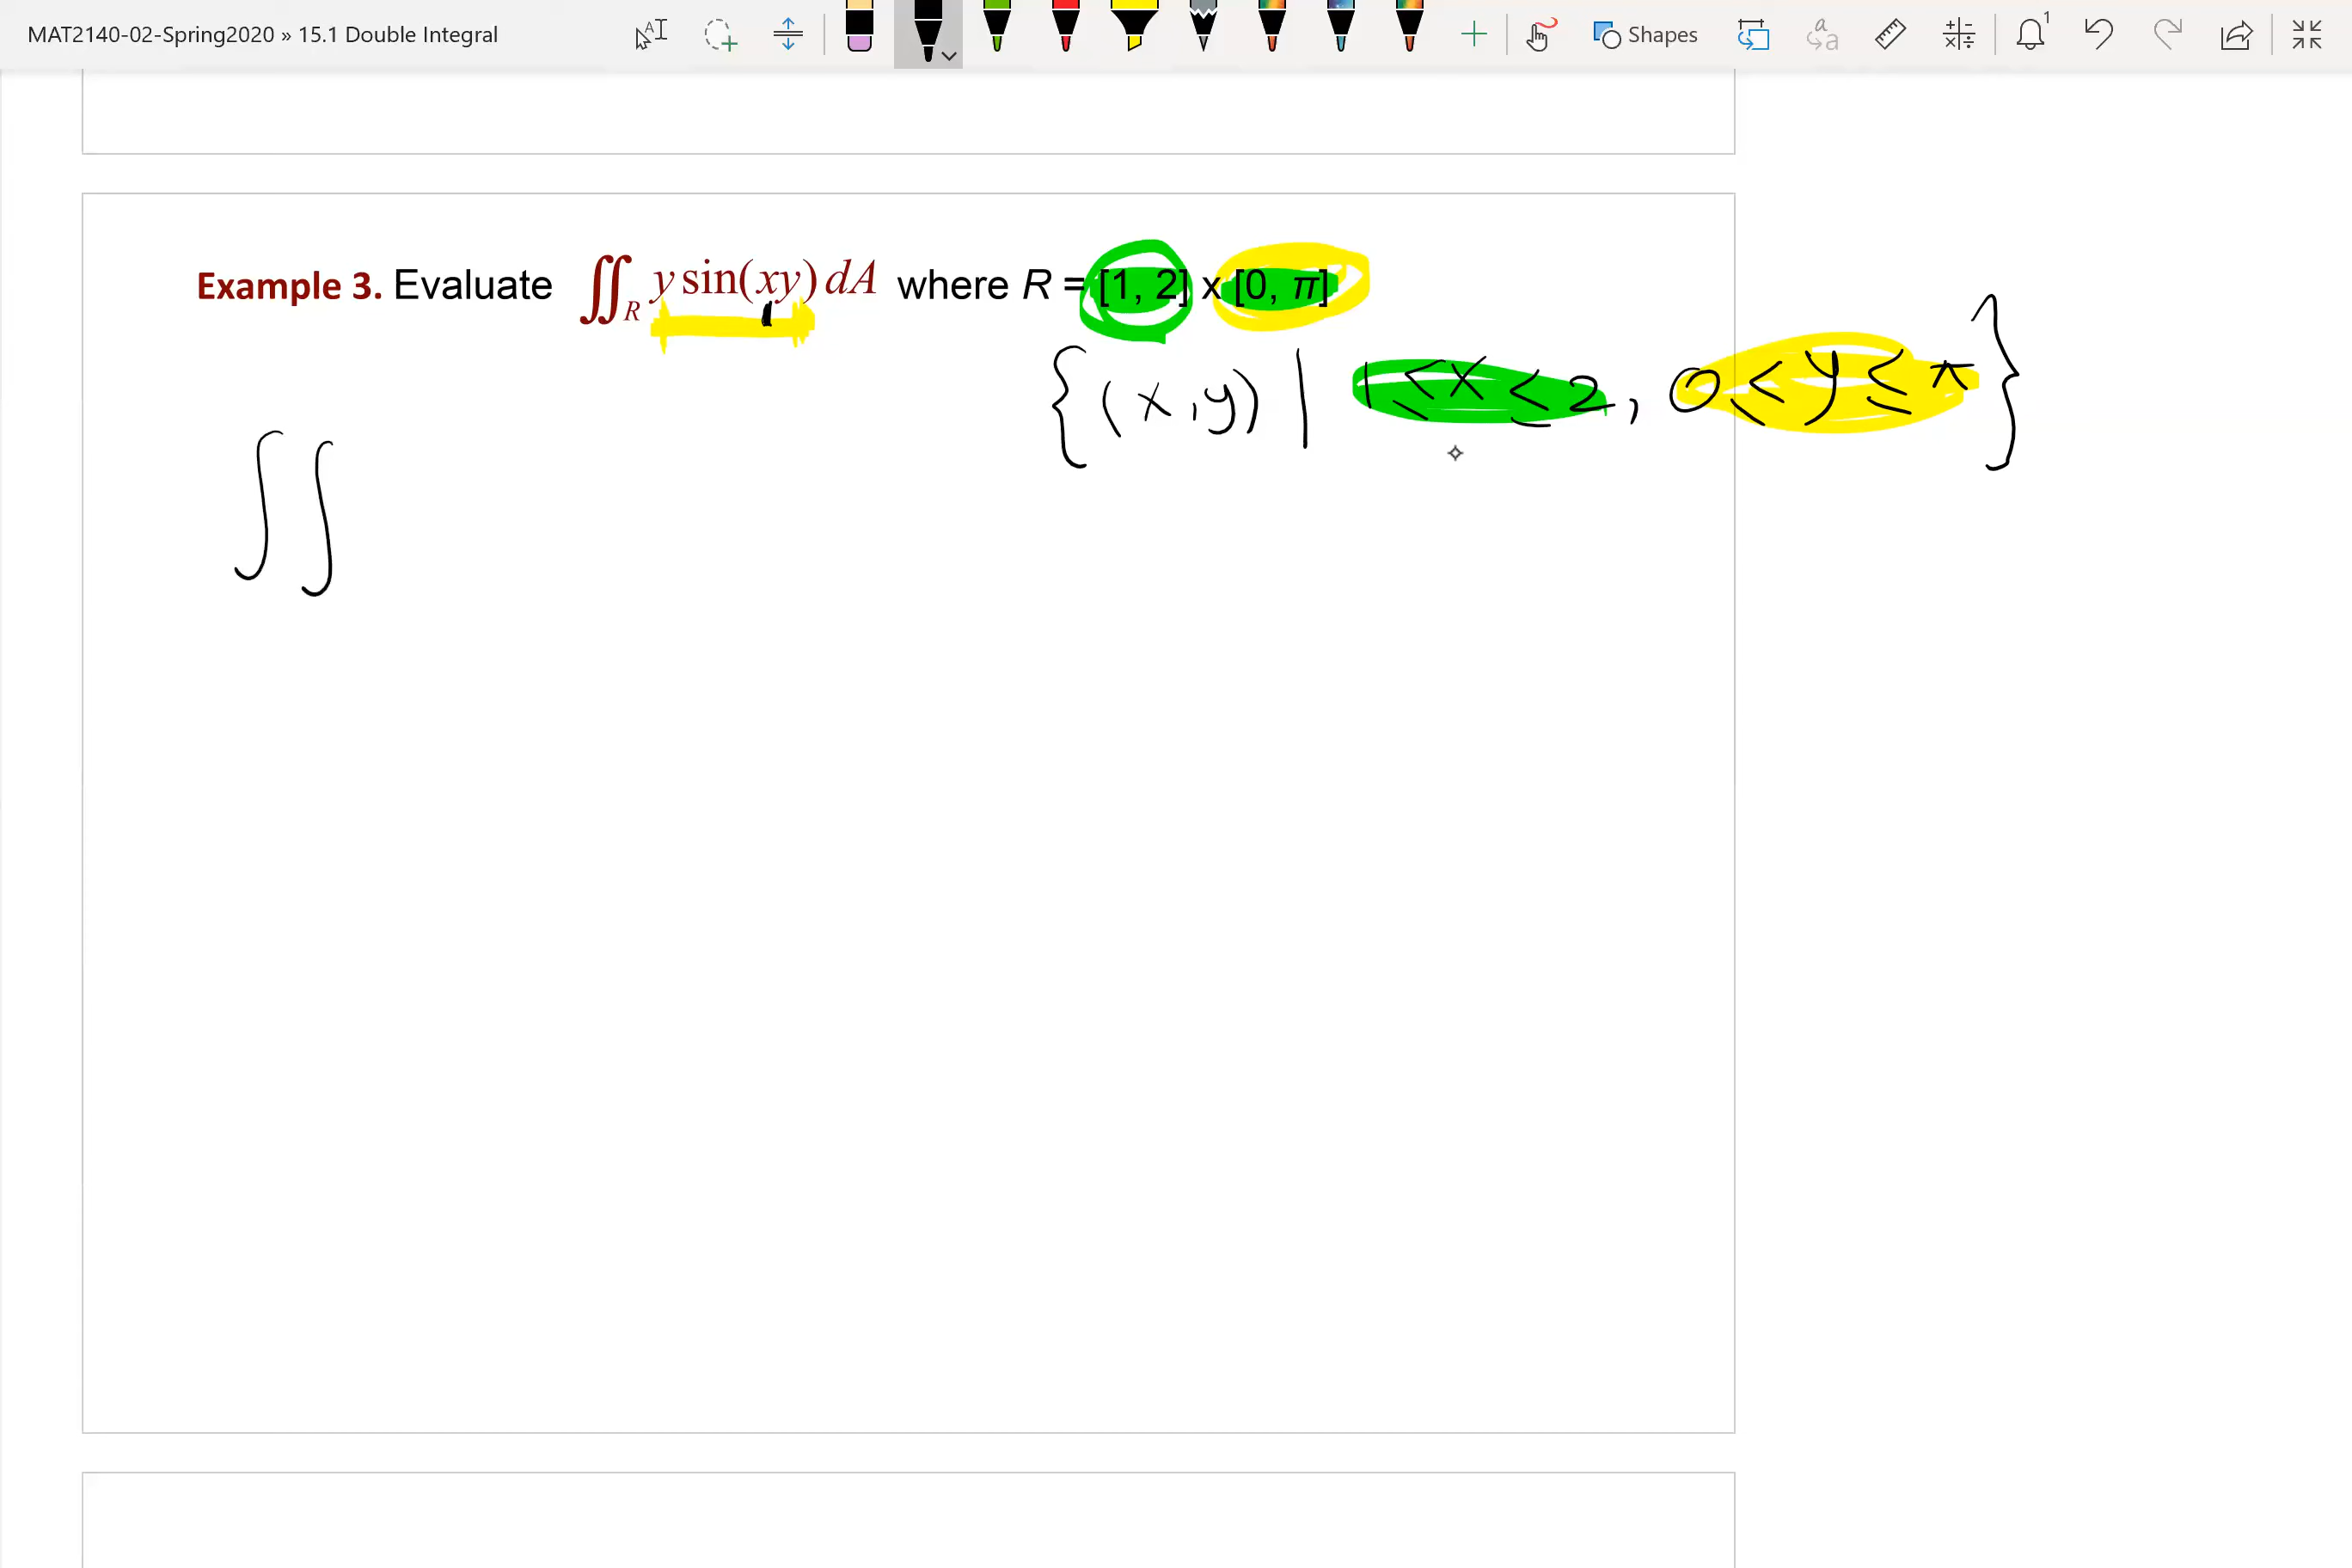 MAT2140-02-Spring2020 » 15.1 Double Integral
Shapes
1
Example 3. Evaluate ∬_R y sin(xy) dA where R = [1, 2] x [0, π]
{(x,y) | 1≤x≤2, 0≤y≤π}
∫∫